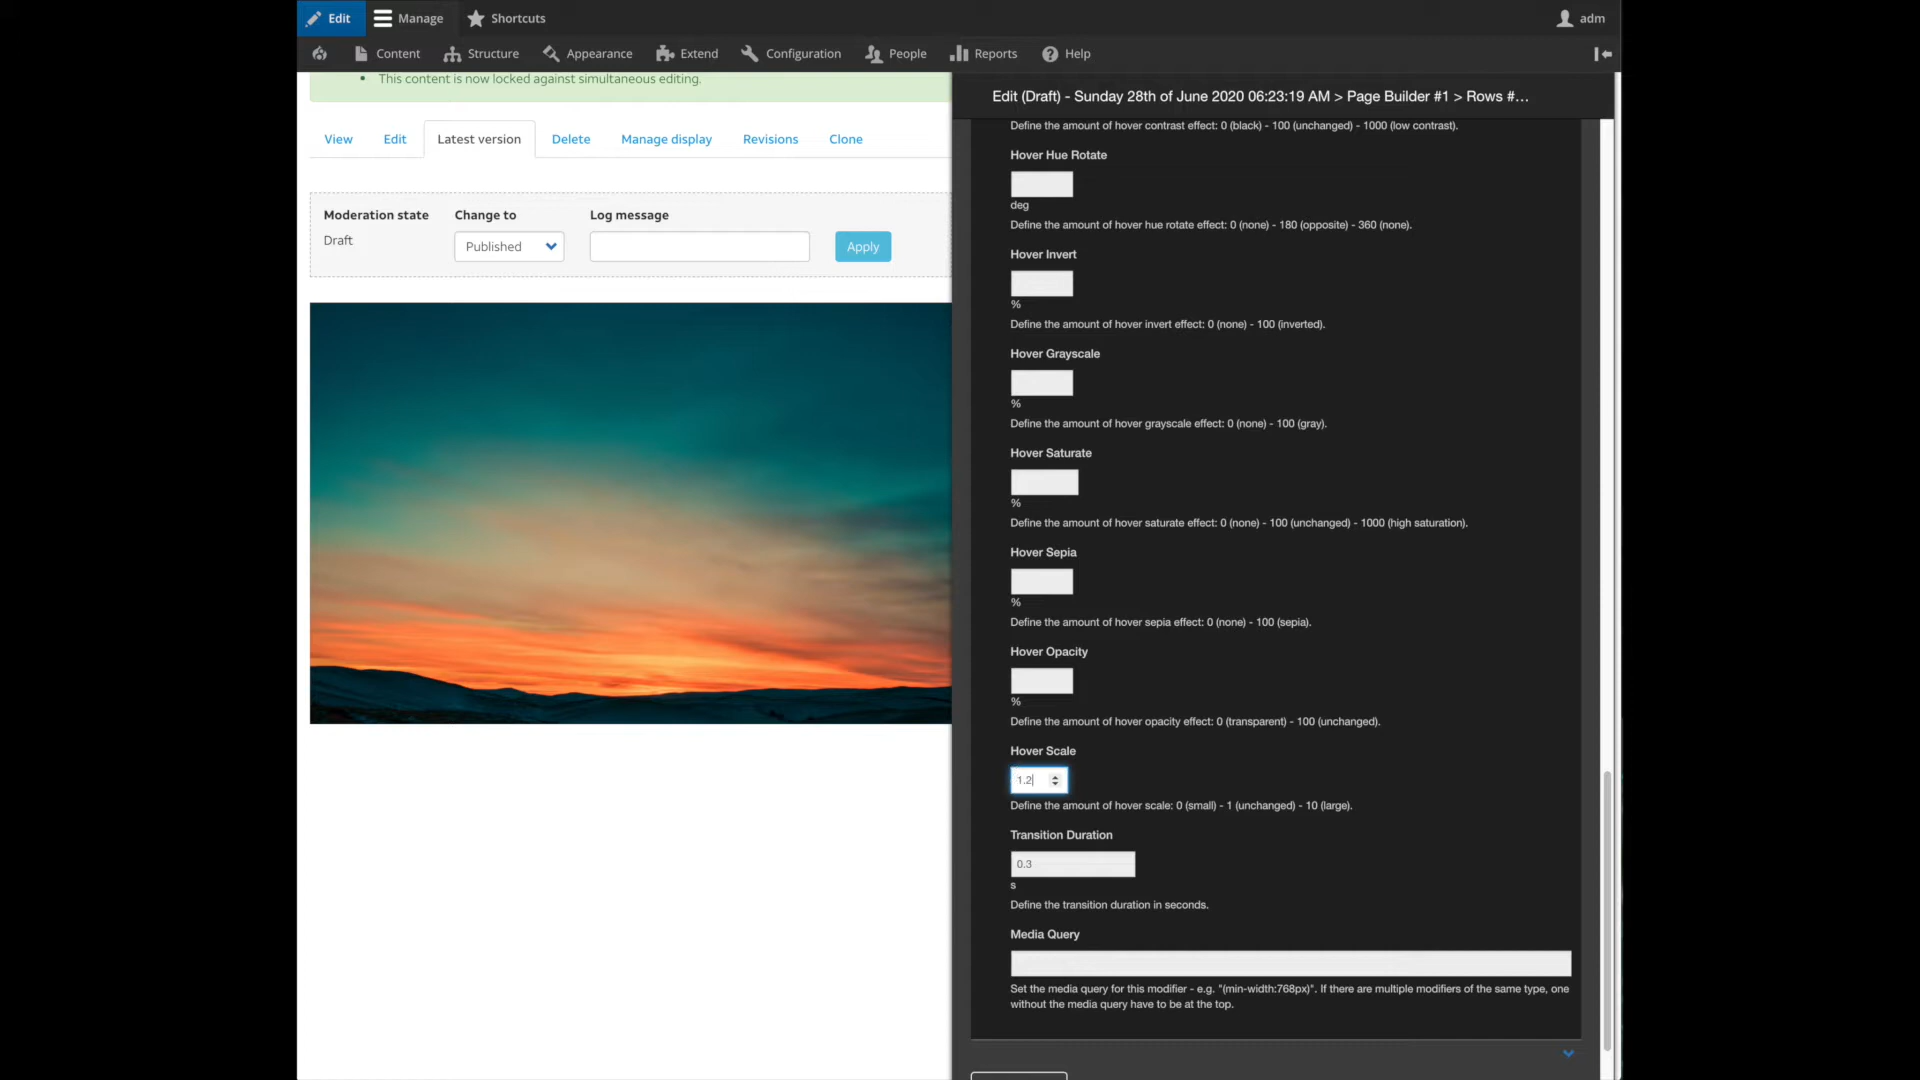 Edit
Manage
Shortcuts
adm
Content
Structure
Appearance
Extend
Configuration
People
Reports
Help
This content is now locked against simultaneous editing.
View
Edit
Latest version
Delete
Manage display
Revisions
Clone
Moderation state
Change to
Log message
Draft
Published
Apply
Edit (Draft) - Sunday 28th of June 2020 06:23:19 AM > Page Builder #1 > Rows #...
Define the amount of hover contrast effect: 0 (black) - 100 (unchanged) - 1000 (low contrast).
Hover Hue Rotate
deg
Define the amount of hover hue rotate effect: 0 (none) - 180 (opposite) - 360 (none).
Hover Invert
%
Define the amount of hover invert effect: 0 (none) - 100 (inverted).
Hover Grayscale
%
Define the amount of hover grayscale effect: 0 (none) - 100 (gray).
Hover Saturate
%
Define the amount of hover saturate effect: 0 (none) - 100 (unchanged) - 1000 (high saturation).
Hover Sepia
%
Define the amount of hover sepia effect: 0 (none) - 100 (sepia).
Hover Opacity
%
Define the amount of hover opacity effect: 0 (transparent) - 100 (unchanged).
Hover Scale
1.2
Define the amount of hover scale: 0 (small) - 1 (unchanged) - 10 (large).
Transition Duration
0.3
s
Define the transition duration in seconds.
Media Query
Set the media query for this modifier - e.g. "(min-width:768px)". If there are multiple modifiers of the same type, one
without the media query have to be at the top.